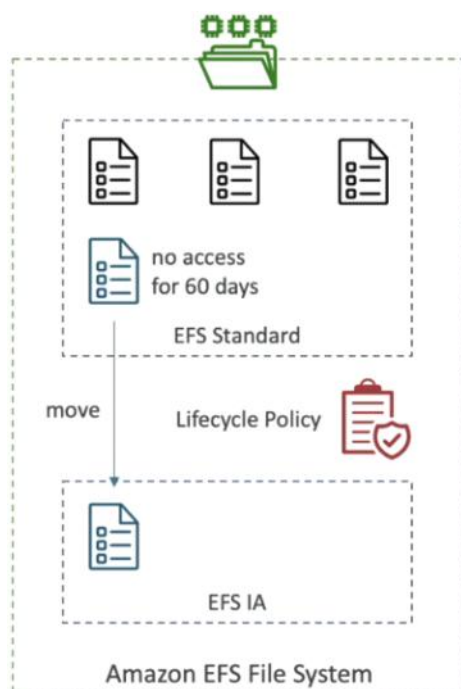 no access
for 60 days
EFS Standard
move
Lifecycle Policy
EFS IA
Amazon EFS File System